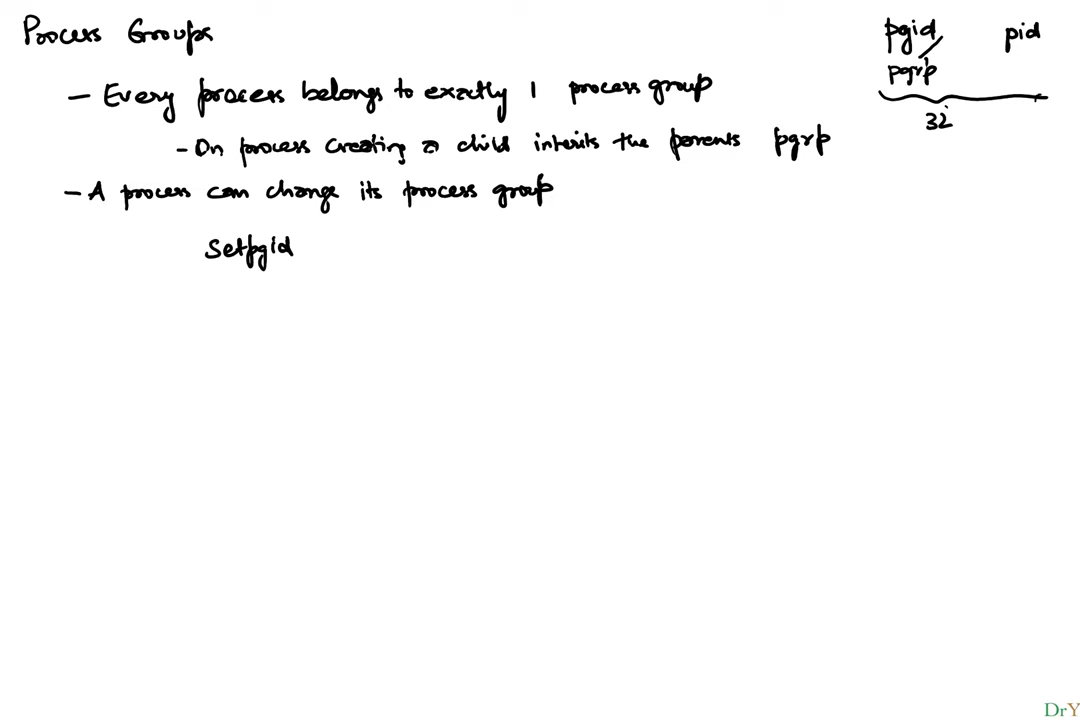 Process Groups
pgid/ pid
pgrp
32
- Every process belongs to exactly 1 process group
- On process creating a child inherits the parents pgrp
- A process can change its process group
Setpgid
DrY